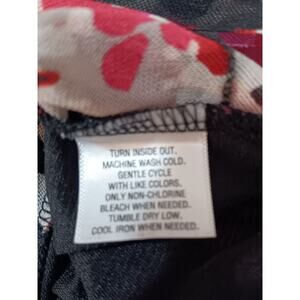 TURN INSIDE OUT.
MACHINE WASH COLD.
GENTLE CYCLE
WITH LIKE COLORS.
ONLY NON-CHLORINE
BLEACH WHEN NEEDED.
TUMBLE DRY LOW.
COOL IRON WHEN NEEDED.